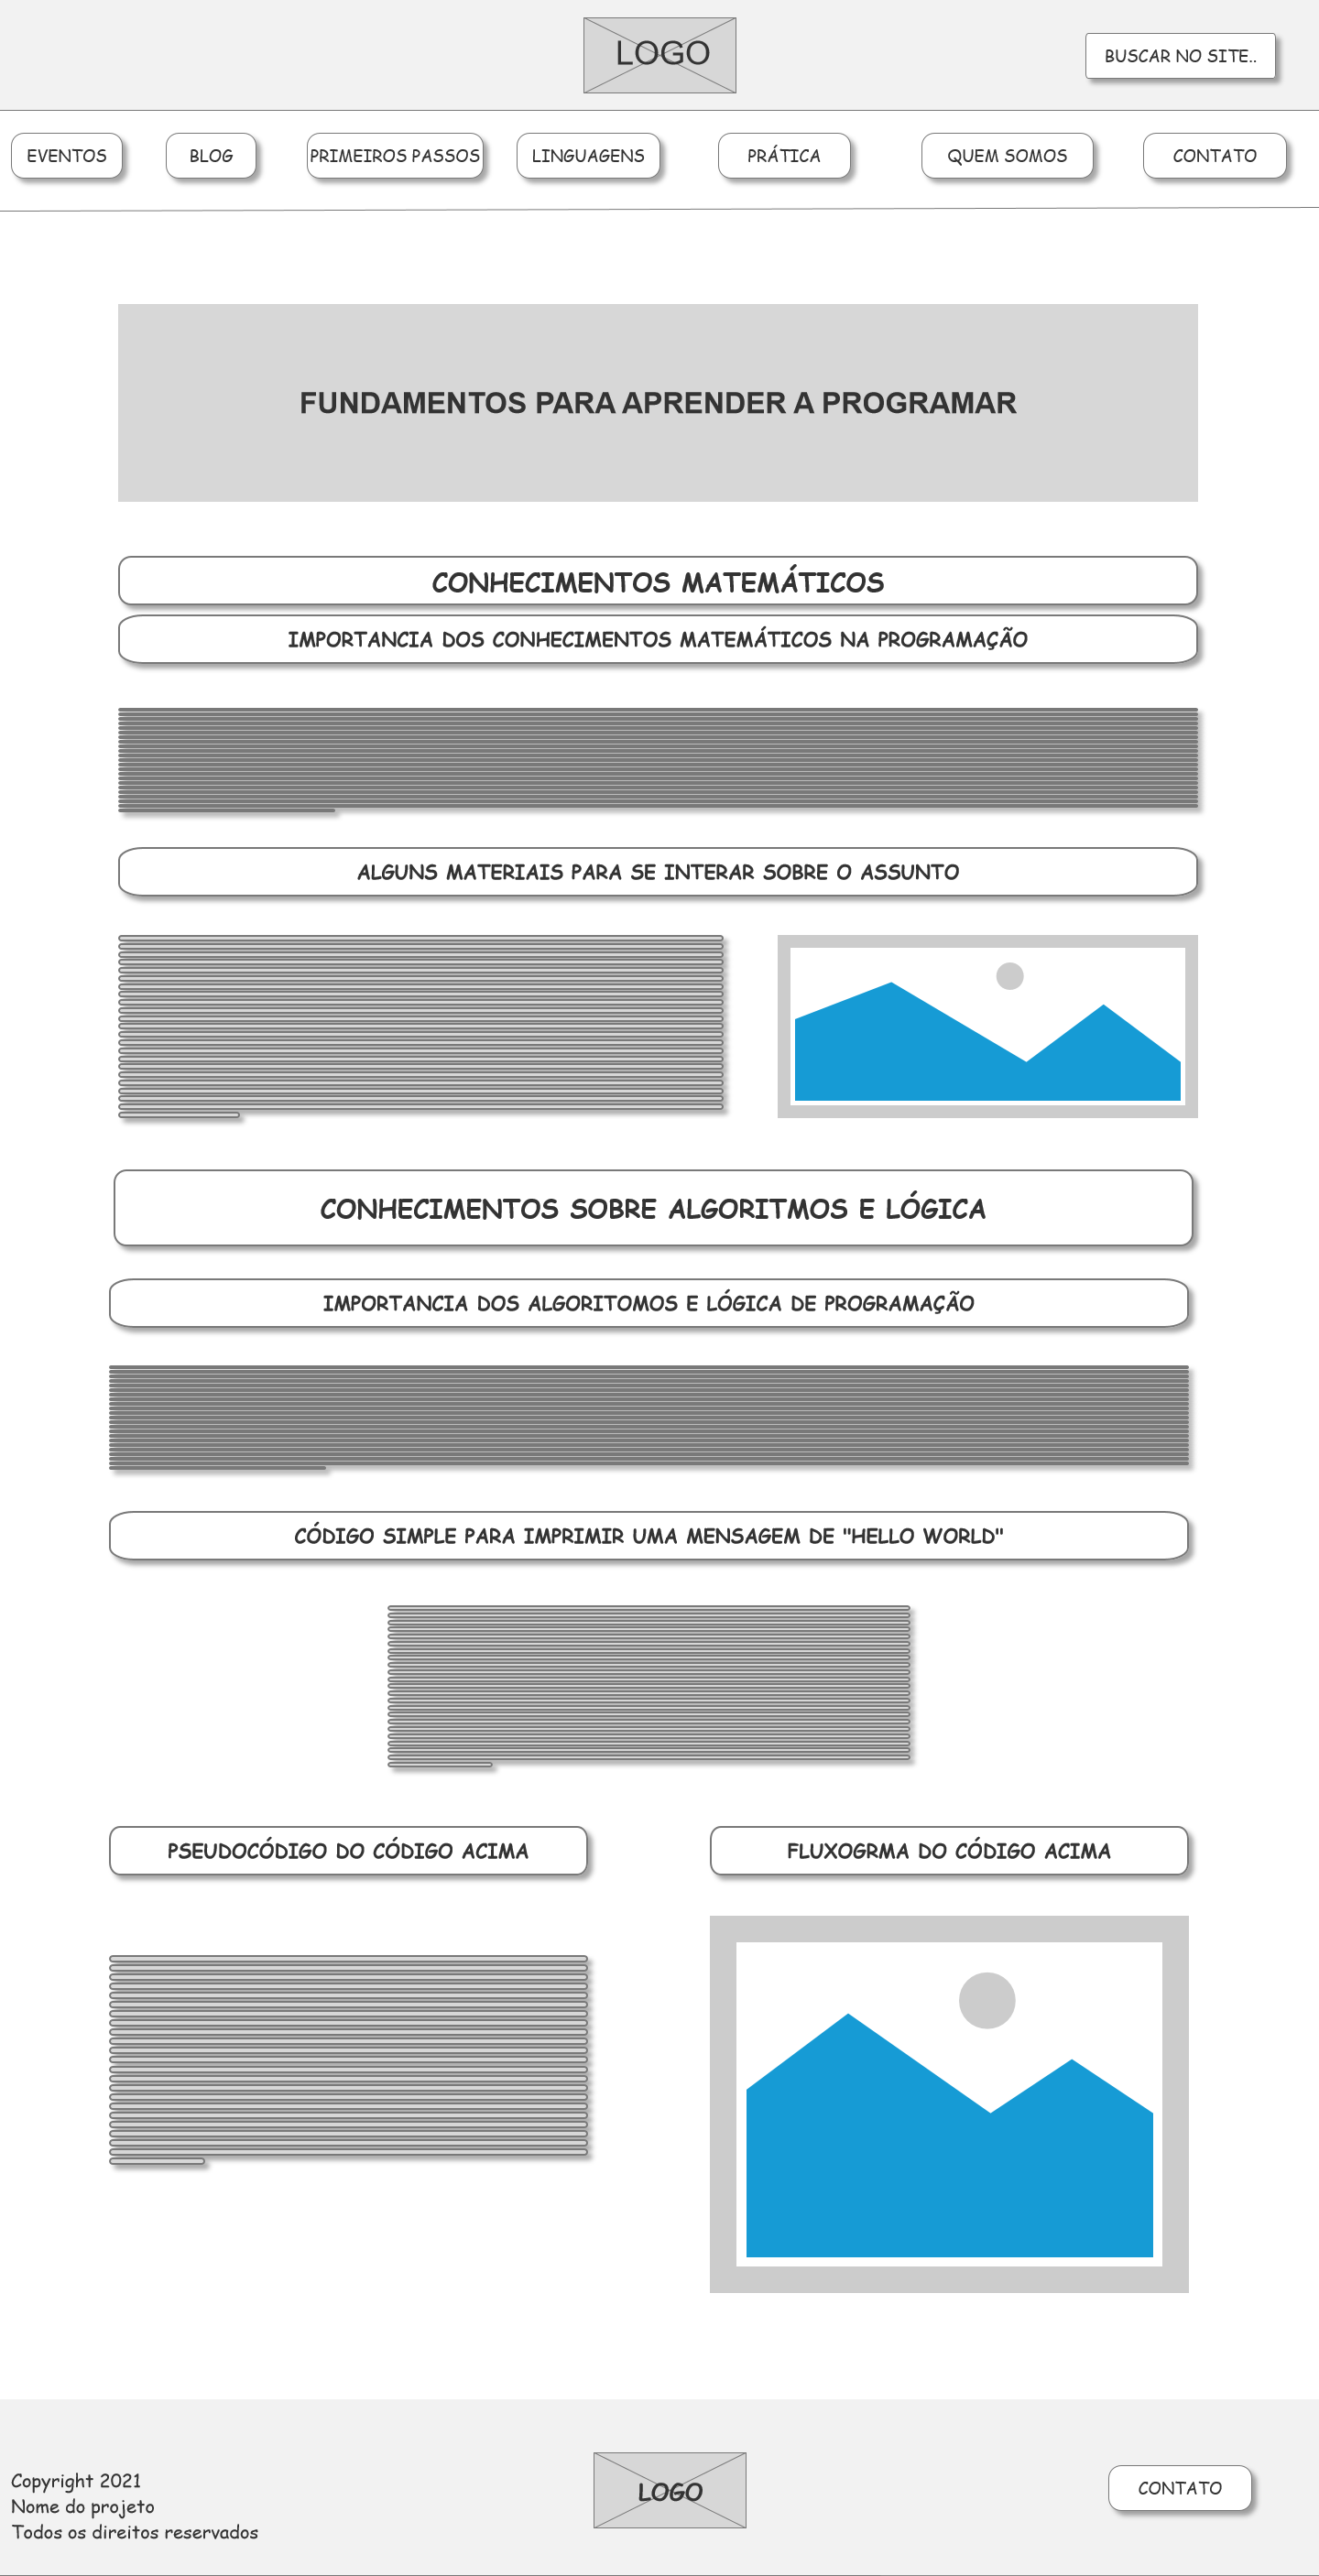 LOGO
BUSCAR NO SITE..
EVENTOS
BLOG
PRIMEIROS PASSOS
LINGUAGENS
PRÁTICA
QUEM SOMOS
CONTATO
FUNDAMENTOS PARA APRENDER A PROGRAMAR
CONHECIMENTOS MATEMÁTICOS
IMPORTANCIA DOS CONHECIMENTOS MATEMÁTICOS NA PROGRAMAÇÃO
ALGUNS MATERIAIS PARA SE INTERAR SOBRE O ASSUNTO
CONHECIMENTOS SOBRE ALGORITMOS E LÓGICA
IMPORTANCIA DOS ALGORITOMOS E LÓGICA DE PROGRAMAÇÃO
CÓDIGO SIMPLE PARA IMPRIMIR UMA MENSAGEM DE "HELLO WORLD"
PSEUDOCÓDIGO DO CÓDIGO ACIMA
FLUXOGRMA DO CÓDIGO ACIMA
Copyright 2021
Nome do projeto
Todos os direitos reservados
LOGO
CONTATO